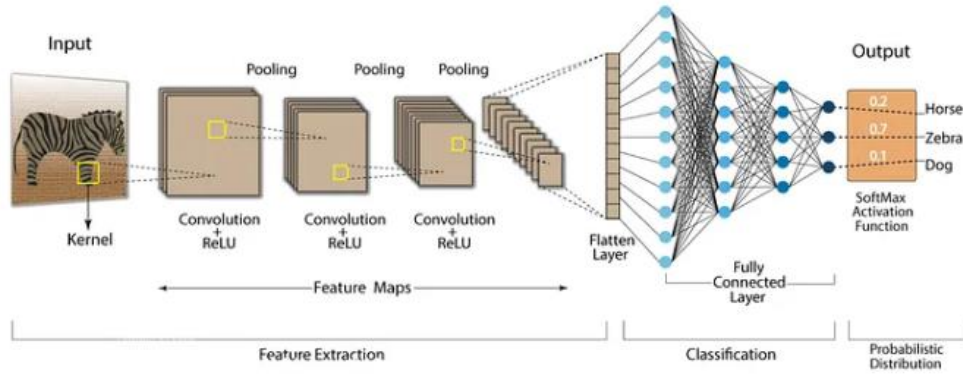 Input
Output
Pooling
Pooling
Pooling
0.2
Horse
0.7
Zebra
0.1
Dog
Kernel
Convolution
+
ReLU
Convolution
+
ReLU
Convolution
+
ReLU
Flatten
Layer
SoftMax
Activation
Function
Feature Maps
Fully
Connected
Layer
Feature Extraction
Classification
Probabilistic
Distribution